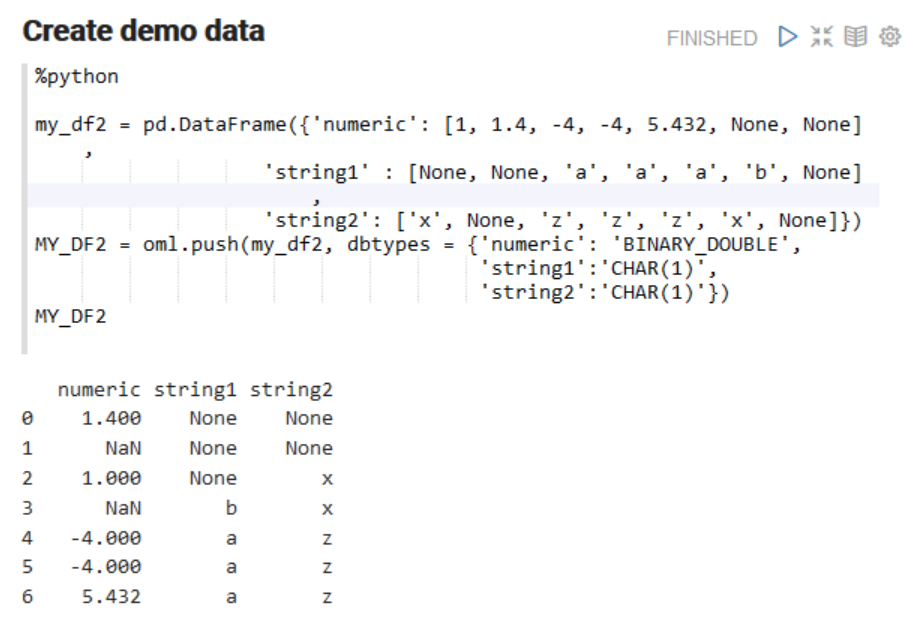 Create demo data
FINISHED
%python
my_df2 = pd.DataFrame({'numeric': [1, 1.4, -4, -4, 5.432, None, None]
,
'string1' : [None, None, 'a', 'a', 'a', 'b', None]
,
'string2': ['x', None, 'z', 'z', 'z', 'x', None]})
MY_DF2 = oml.push(my_df2, dbtypes = {'numeric': 'BINARY_DOUBLE',
'string1':'CHAR(1)',
'string2':'CHAR(1)'})
MY_DF2
numeric string1 string2
0 1.400 None None
1 NaN None None
2 1.000 None x
3 NaN b x
4 -4.000 a z
5 -4.000 a z
6 5.432 a z